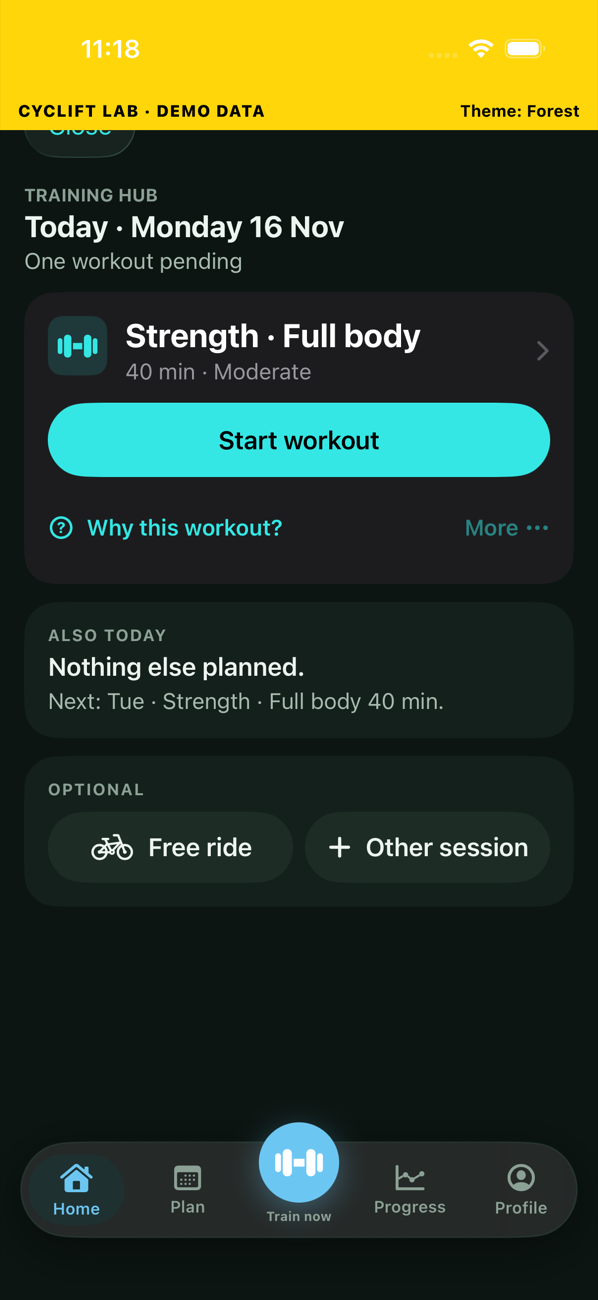 11:18
CYCLIFT LAB · DEMO DATA
Theme: Forest
Close
TRAINING HUB
Today · Monday 16 Nov
One workout pending
Strength · Full body
40 min · Moderate
Start workout
Why this workout?
More ···
ALSO TODAY
Nothing else planned.
Next: Tue · Strength · Full body 40 min.
OPTIONAL
Free ride
+ Other session
Home
Plan
Train now
Progress
Profile